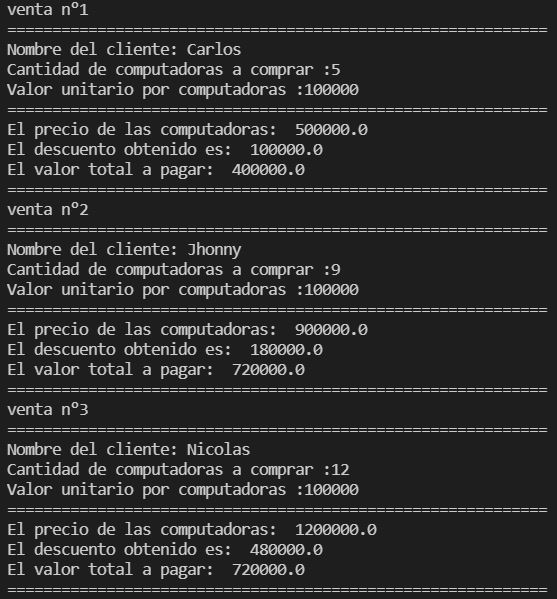 venta nº1
============================================================
Nombre del cliente: Carlos
Cantidad de computadoras a comprar :5
Valor unitario por computadoras :100000
============================================================
El precio de las computadoras:  500000.0
El descuento obtenido es:  100000.0
El valor total a pagar:  400000.0
============================================================
venta nº2
============================================================
Nombre del cliente: Jhonny
Cantidad de computadoras a comprar :9
Valor unitario por computadoras :100000
============================================================
El precio de las computadoras:  900000.0
El descuento obtenido es:  180000.0
El valor total a pagar:  720000.0
============================================================
venta nº3
============================================================
Nombre del cliente: Nicolas
Cantidad de computadoras a comprar :12
Valor unitario por computadoras :100000
============================================================
El precio de las computadoras:  1200000.0
El descuento obtenido es:  480000.0
El valor total a pagar:  720000.0
============================================================